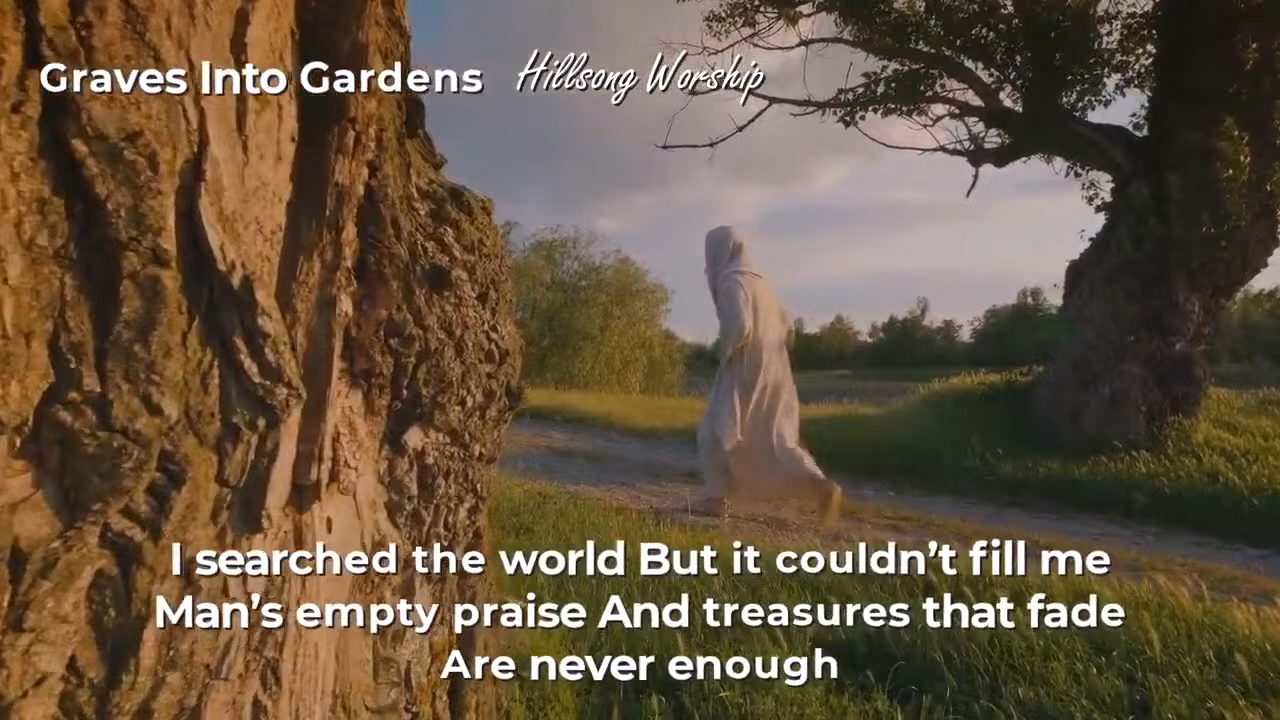 Graves Into Gardens Hillsong Worship
I searched the world But it couldn’t fill me
Man’s empty praise And treasures that fade
Are never enough